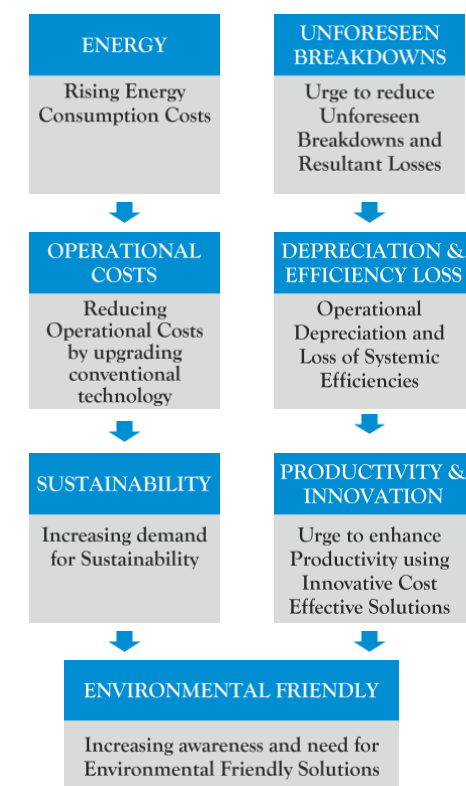 ENERGY
Rising Energy
Consumption Costs
OPERATIONAL
COSTS
Reducing
Operational Costs
by upgrading
conventional
technology
SUSTAINABILITY
Increasing demand
for Sustainability
UNFORESEEN
BREAKDOWNS
Urge to reduce
Unforeseen
Breakdowns and
Resultant Losses
DEPRECIATION &
EFFICIENCY LOSS
Operational
Depreciation and
Loss of Systemic
Efficiencies
PRODUCTIVITY &
INNOVATION
Urge to enhance
Productivity using
Innovative Cost
Effective Solutions
ENVIRONMENTAL FRIENDLY
Increasing awareness and need for
Environmental Friendly Solutions